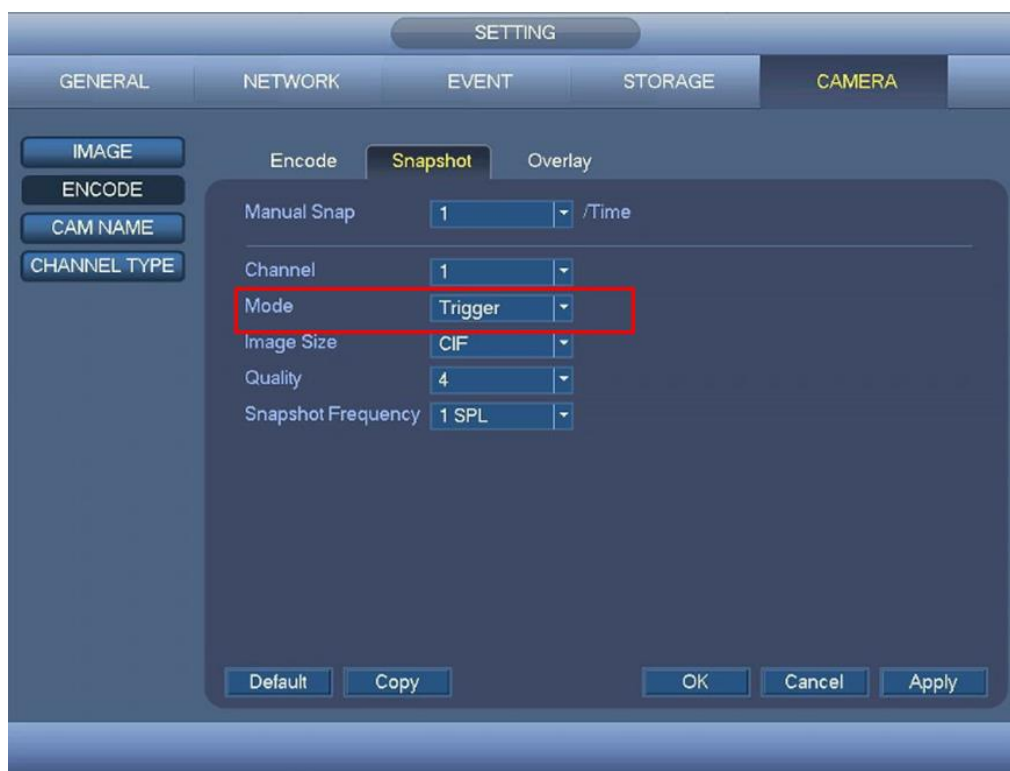 SETTING
GENERAL NETWORK EVENT STORAGE CAMERA
IMAGE
ENCODE
CAM NAME
CHANNEL TYPE
Encode Snapshot Overlay
Manual Snap 1 /Time
Channel 1
Mode Trigger
Image Size CIF
Quality 4
Snapshot Frequency 1 SPL
Default Copy OK Cancel Apply